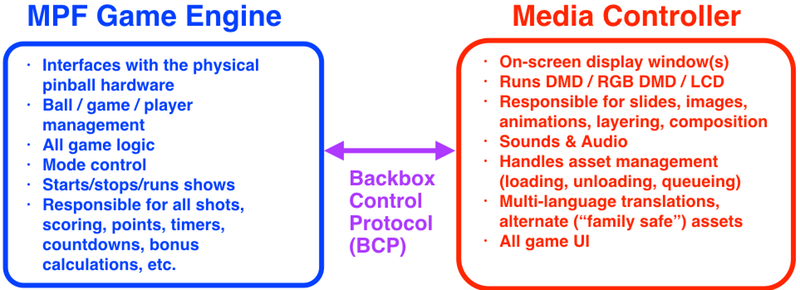 MPF Game Engine
· Interfaces with the physical
pinball hardware
· Ball / game / player
management
· All game logic
· Mode control
· Starts/stops/runs shows
· Responsible for all shots,
scoring, points, timers,
countdowns, bonus
calculations, etc.
Backbox
Control
Protocol
(BCP)
Media Controller
· On-screen display window(s)
· Runs DMD / RGB DMD / LCD
· Responsible for slides, images,
animations, layering, composition
· Sounds & Audio
· Handles asset management
(loading, unloading, queueing)
· Multi-language translations,
alternate (“family safe”) assets
· All game UI